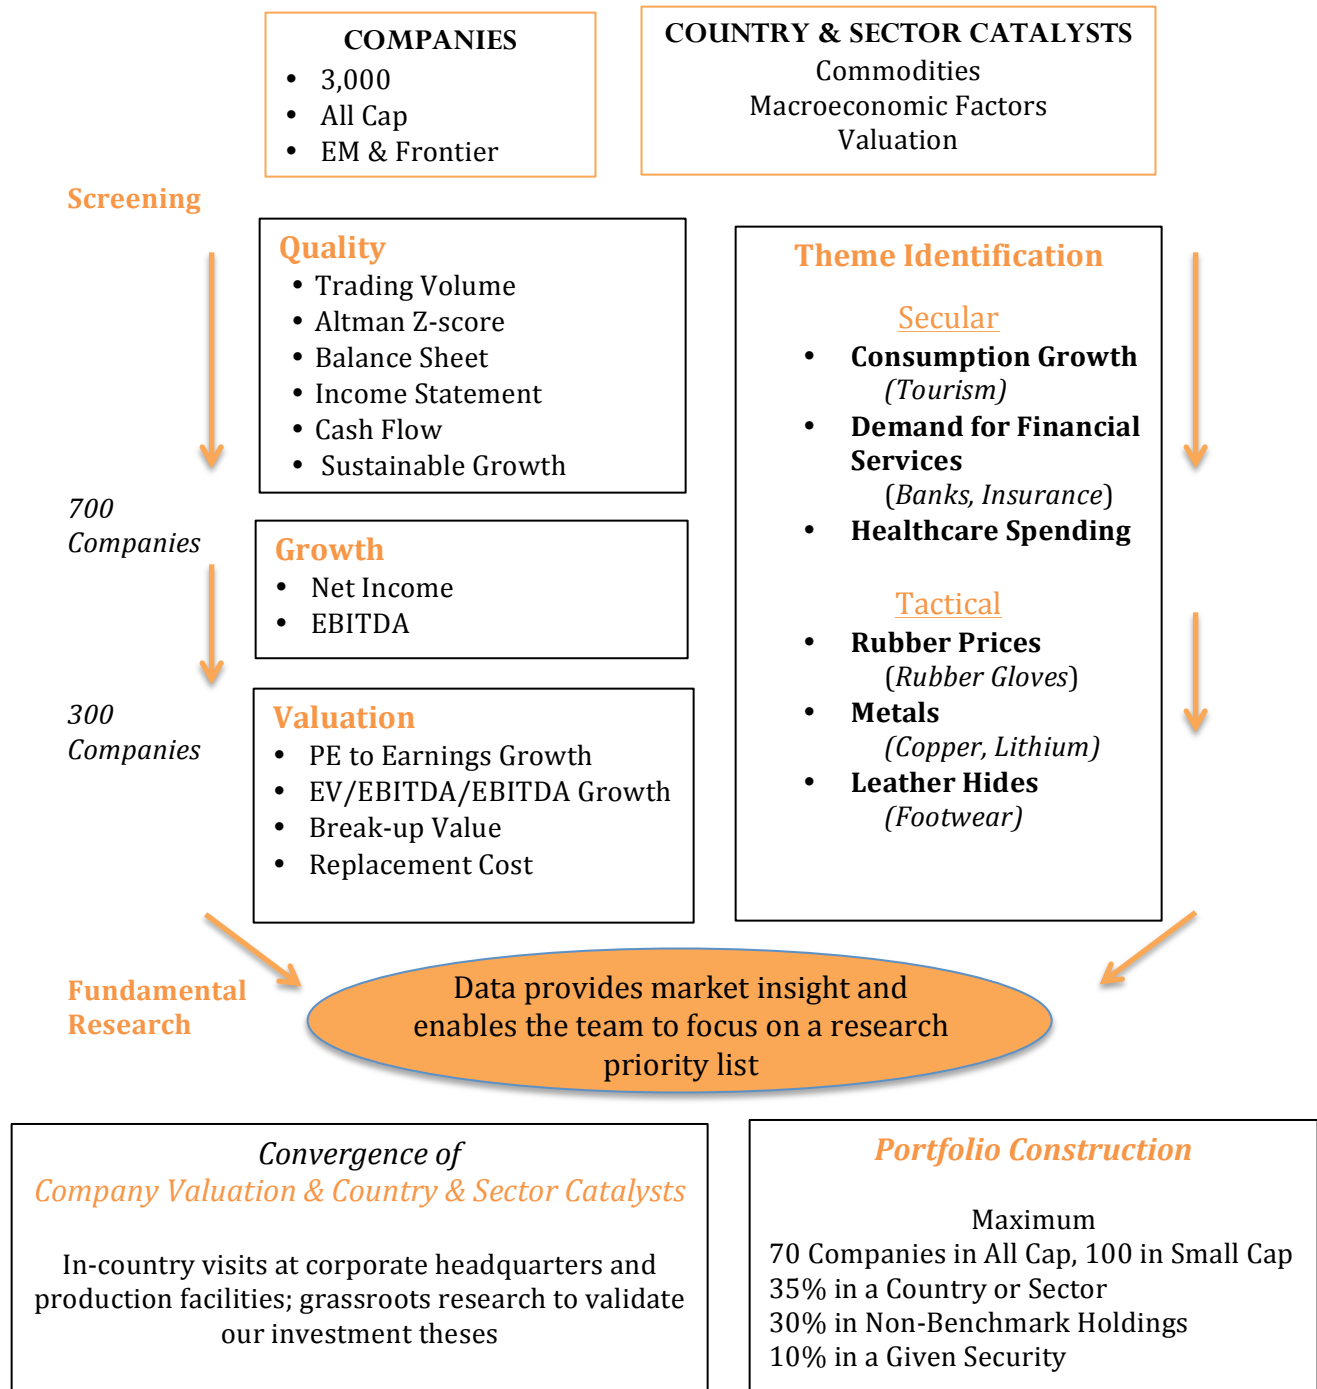 COMPANIES
• 3,000
• All Cap
• EM & Frontier
COUNTRY & SECTOR CATALYSTS
Commodities
Macroeconomic Factors
Valuation
Screening
Quality
• Trading Volume
• Altman Z-score
• Balance Sheet
• Income Statement
• Cash Flow
• Sustainable Growth
700
Companies
Growth
• Net Income
• EBITDA
300
Companies
Valuation
• PE to Earnings Growth
• EV/EBITDA/EBITDA Growth
• Break-up Value
• Replacement Cost
Theme Identification
Secular
• Consumption Growth
(Tourism)
• Demand for Financial
Services
(Banks, Insurance)
• Healthcare Spending
Tactical
• Rubber Prices
(Rubber Gloves)
• Metals
(Copper, Lithium)
• Leather Hides
(Footwear)
Fundamental
Research
Data provides market insight and
enables the team to focus on a research
priority list
Convergence of
Company Valuation & Country & Sector Catalysts
In-country visits at corporate headquarters and
production facilities; grassroots research to validate
our investment theses
Portfolio Construction
Maximum
70 Companies in All Cap, 100 in Small Cap
35% in a Country or Sector
30% in Non-Benchmark Holdings
10% in a Given Security